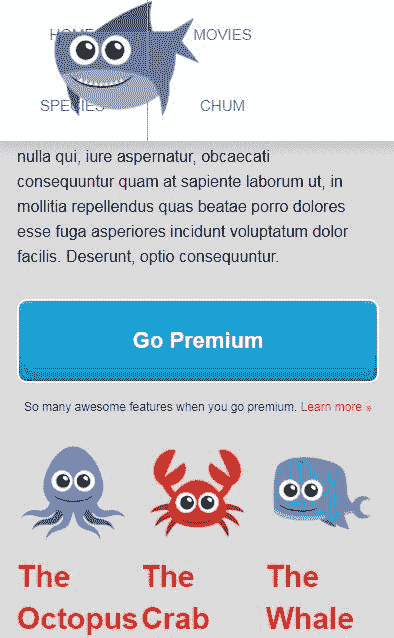 HOME MOVIES
SPECIES CHUM
nulla qui, iure aspernatur, obcaecati
consequuntur quam at sapiente laborum ut, in
mollitia repellendus quas beatae porro dolores
esse fuga asperiores incidunt voluptatum dolor
facilis. Deserunt, optio consequuntur.
Go Premium
So many awesome features when you go premium. Learn more »
The The The
Octopus Crab Whale